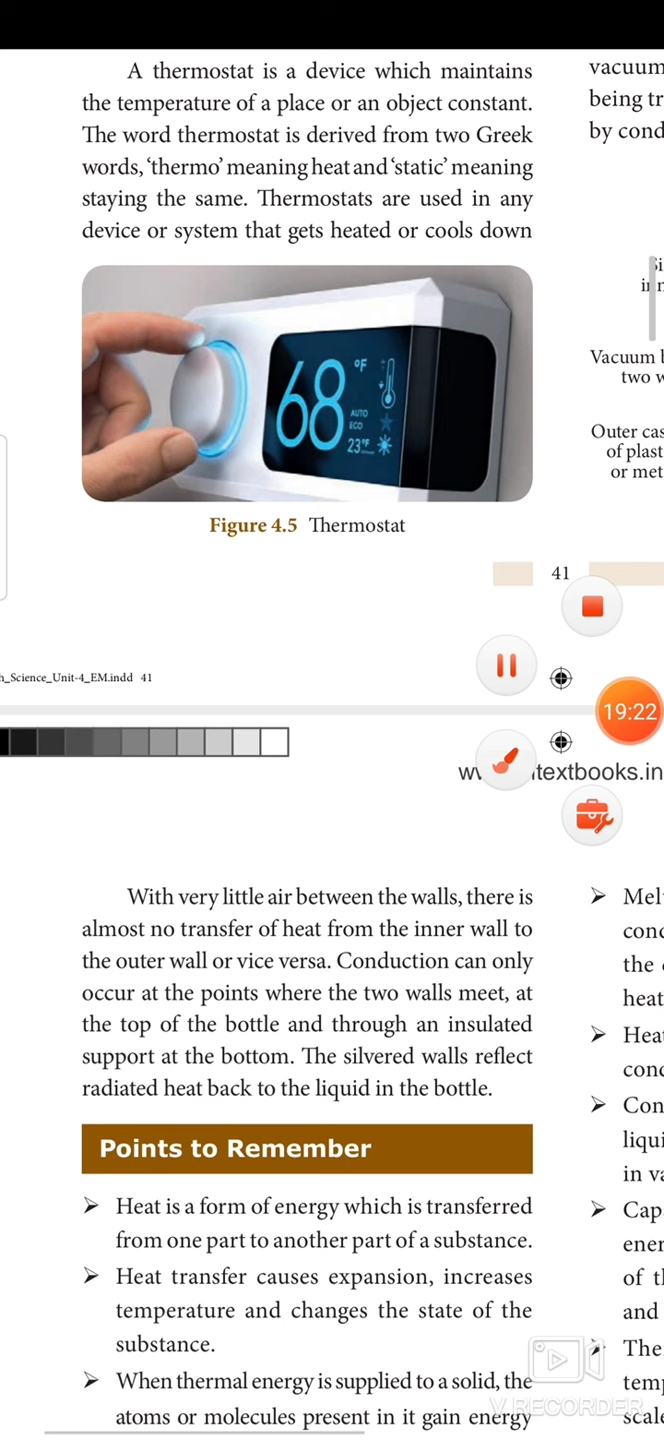 A thermostat is a device which maintains
the temperature of a place or an object constant.
The word thermostat is derived from two Greek
words, ‘thermo’ meaning heat and ‘static’ meaning
staying the same. Thermostats are used in any
device or system that gets heated or cools down
68
°F
AUTO
ECO
23°F
Figure 4.5 Thermostat
vacuum
being tr
by cond
Vacuum b
two w
Outer cas
of plast
or met
41
h_Science_Unit-4_EM.indd 41
19:22
textbooks.in
With very little air between the walls, there is
almost no transfer of heat from the inner wall to
the outer wall or vice versa. Conduction can only
occur at the points where the two walls meet, at
the top of the bottle and through an insulated
support at the bottom. The silvered walls reflect
radiated heat back to the liquid in the bottle.
Points to Remember
➢ Heat is a form of energy which is transferred
from one part to another part of a substance.
➢ Heat transfer causes expansion, increases
temperature and changes the state of the
substance.
➢ When thermal energy is supplied to a solid, the
atoms or molecules present in it gain energy
➢ Mel
conc
the
heat
➢ Heat
cond
➢ Con
liqui
in va
➢ Cap
ener
of th
and
➢ The
temp
scale
V RECORDER